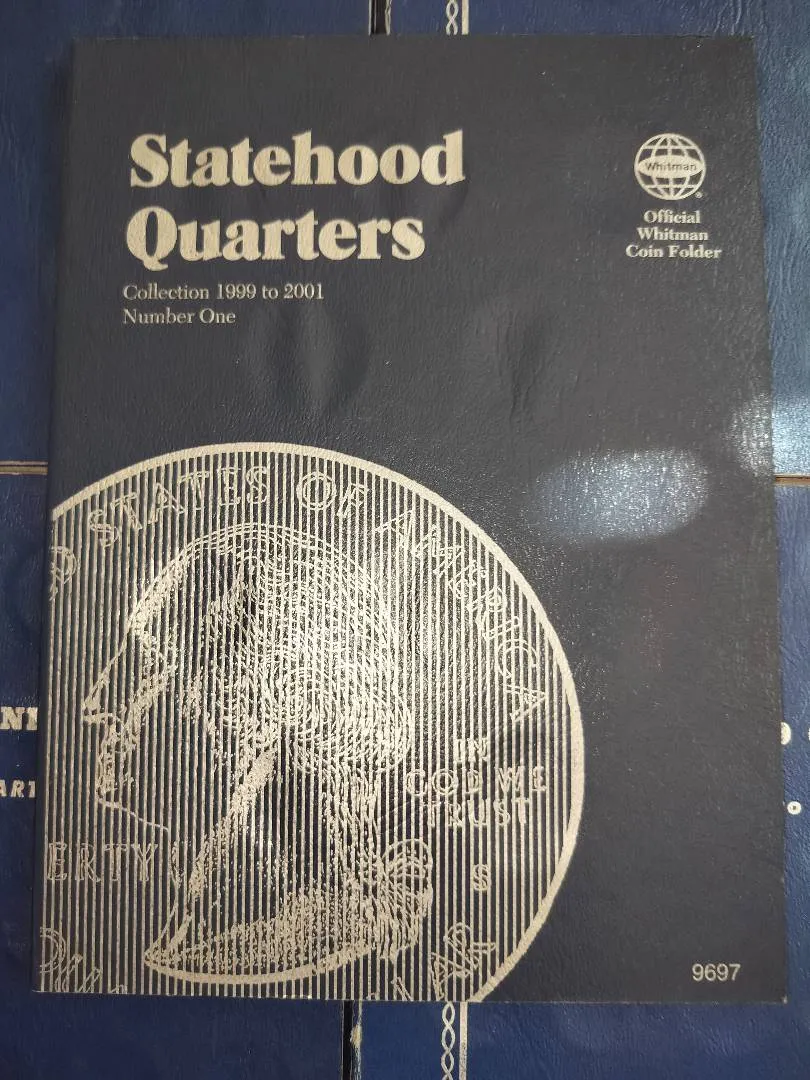 Statehood
Quarters
Collection 1999 to 2001
Number One
Whitman
Official
Whitman
Coin Folder
STATES OF AMERICA
IN
GOD WE
TRUST
ERTY
S
9697